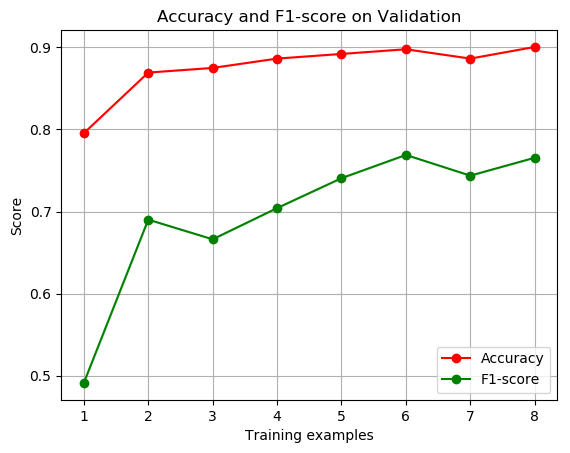 Accuracy and F1-score on Validation
Score
0.9
0.8
0.7
0.6
0.5
Accuracy
F1-score
1 2 3 4 5 6 7 8
Training examples